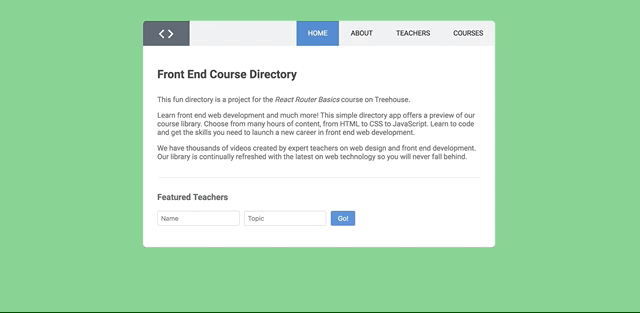 HOME ABOUT TEACHERS COURSES
Front End Course Directory
This fun directory is a project for the React Router Basics course on Treehouse.
Learn front end web development and much more! This simple directory app offers a preview of our
course library. Choose from many hours of content, from HTML to CSS to JavaScript. Learn to code
and get the skills you need to launch a new career in front end web development.
We have thousands of videos created by expert teachers on web design and front end development.
Our library is continually refreshed with the latest on web technology so you will never fall behind.
Featured Teachers
Name Topic Go!